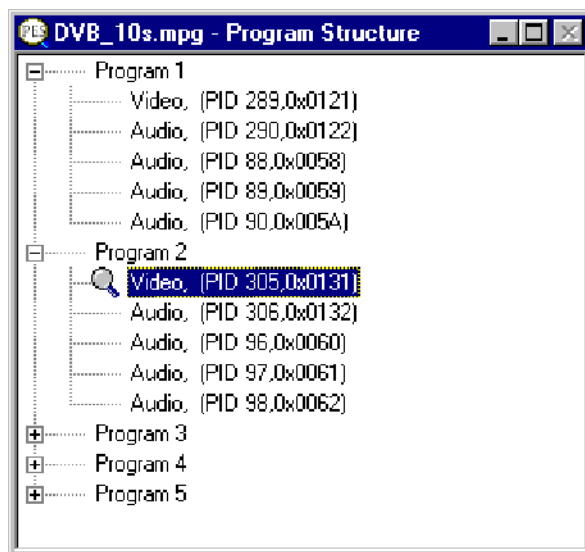 PES DVB_10s.mpg - Program Structure
Program 1
Video, (PID 289,0x0121)
Audio, (PID 290,0x0122)
Audio, (PID 88,0x0058)
Audio, (PID 89,0x0059)
Audio, (PID 90,0x005A)
Program 2
Video, (PID 305,0x0131)
Audio, (PID 306,0x0132)
Audio, (PID 96,0x0060)
Audio, (PID 97,0x0061)
Audio, (PID 98,0x0062)
Program 3
Program 4
Program 5